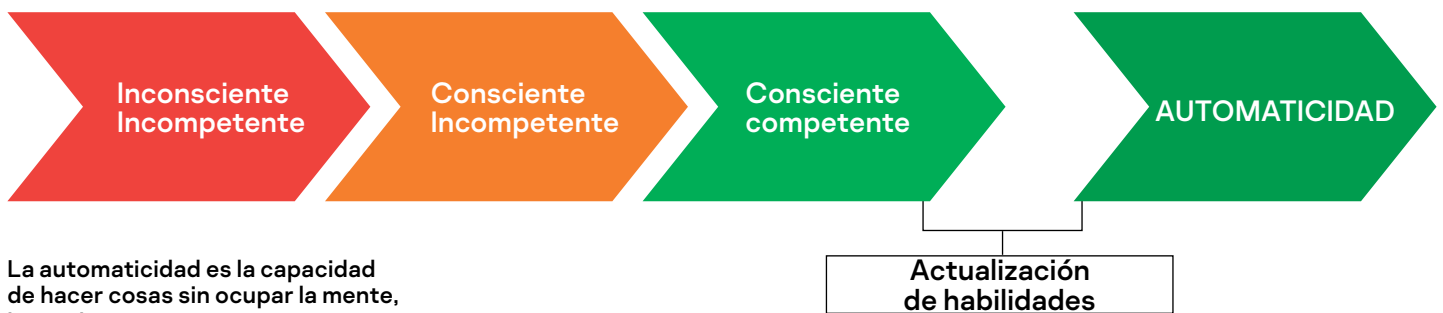 Inconsciente
Incompetente
Consciente
Incompetente
Consciente
competente
AUTOMATICIDAD
Actualización
de habilidades
La automaticidad es la capacidad
de hacer cosas sin ocupar la mente,